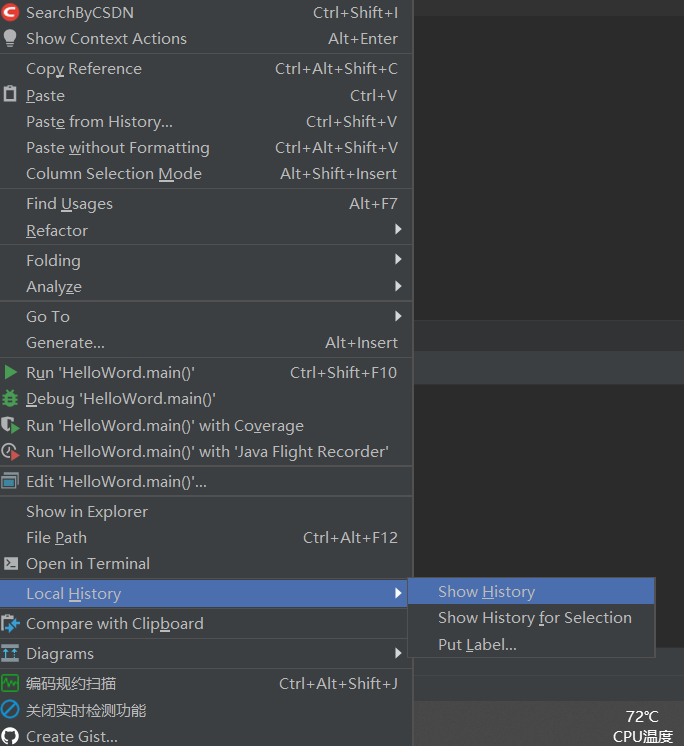 SearchByCSDN Ctrl+Shift+I
Show Context Actions Alt+Enter
Copy Reference Ctrl+Alt+Shift+C
Paste Ctrl+V
Paste from History... Ctrl+Shift+V
Paste without Formatting Ctrl+Alt+Shift+V
Column Selection Mode Alt+Shift+Insert
Find Usages Alt+F7
Refactor
Folding
Analyze
Go To
Generate... Alt+Insert
Run 'HelloWord.main()' Ctrl+Shift+F10
Debug 'HelloWord.main()'
Run 'HelloWord.main()' with Coverage
Run 'HelloWord.main()' with 'Java Flight Recorder'
Edit 'HelloWord.main()'...
Show in Explorer
File Path Ctrl+Alt+F12
Open in Terminal
Local History
Show History
Show History for Selection
Put Label...
Compare with Clipboard
Diagrams
编码规约扫描 Ctrl+Alt+Shift+J
关闭实时检测功能
Create Gist...
72℃
CPU温度